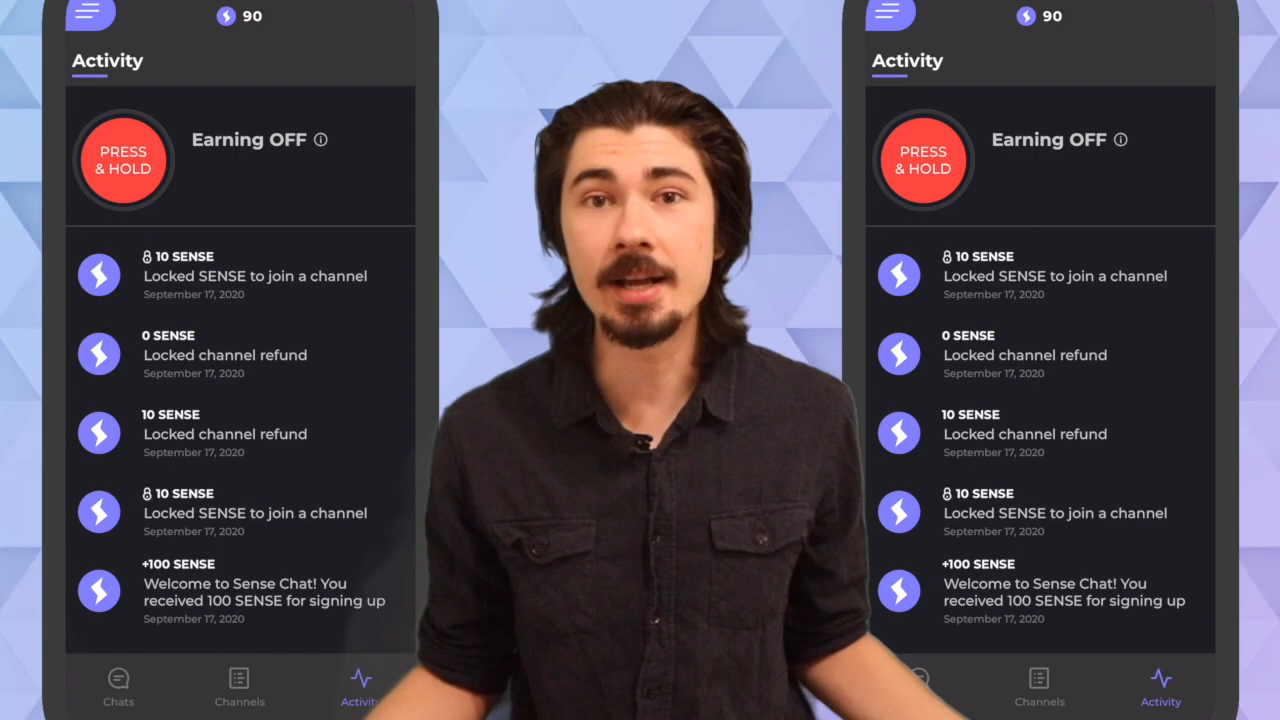 90
Activity
PRESS
& HOLD
Earning OFF
10 SENSE
Locked SENSE to join a channel
September 17, 2020
0 SENSE
Locked channel refund
September 17, 2020
10 SENSE
Locked channel refund
September 17, 2020
10 SENSE
Locked SENSE to join a channel
September 17, 2020
+100 SENSE
Welcome to Sense Chat! You
received 100 SENSE for signing up
September 17, 2020
Chats
Channels
Activity
90
Activity
PRESS
& HOLD
Earning OFF
10 SENSE
Locked SENSE to join a channel
September 17, 2020
0 SENSE
Locked channel refund
September 17, 2020
10 SENSE
Locked channel refund
September 17, 2020
10 SENSE
Locked SENSE to join a channel
September 17, 2020
+100 SENSE
Welcome to Sense Chat! You
received 100 SENSE for signing up
September 17, 2020
Channels
Activity